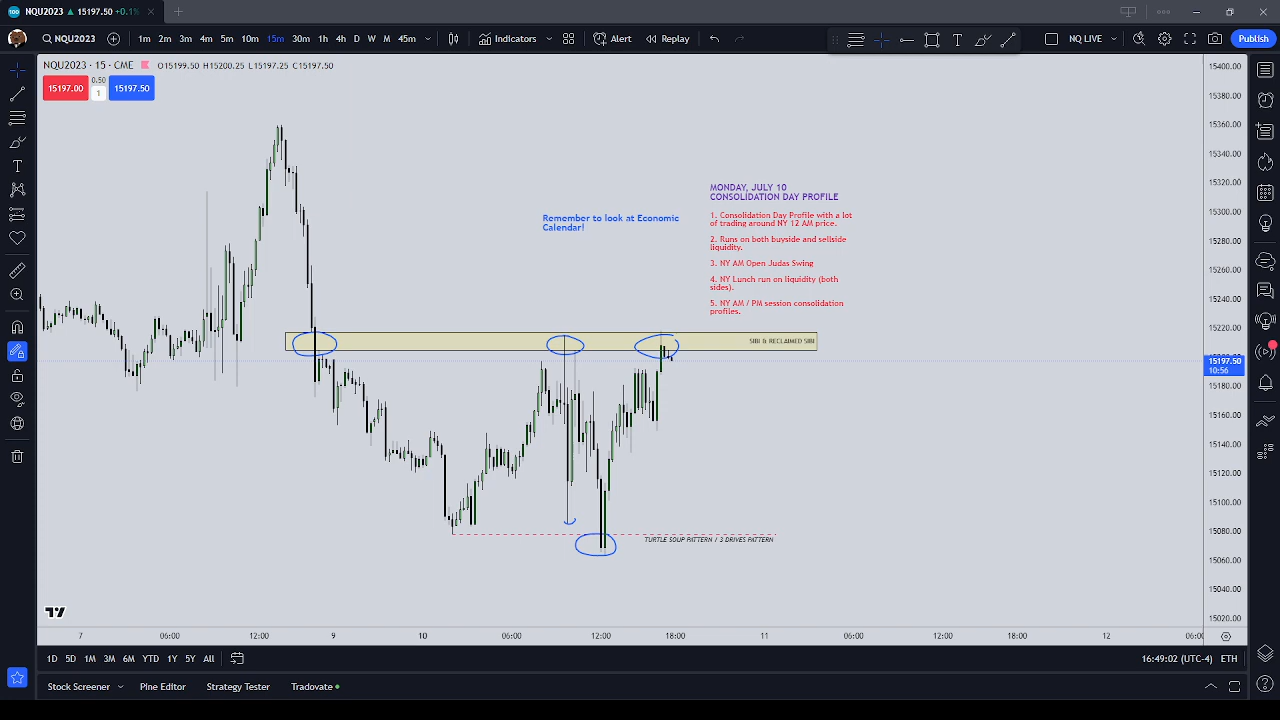 NQU2023 ▲ 15197.50 +0.1%
NQU2023 1m 2m 3m 4m 5m 10m 15m 30m 1h 4h D W M 45m Indicators Alert Replay NQ LIVE Publish
NQU2023 · 15 · CME O15199.50 H15200.25 L15197.25 C15197.50
15197.00 0.50 1 15197.50
15400.00
15380.00
15360.00
15340.00
15320.00
15300.00
15280.00
15260.00
15240.00
15220.00
15197.50
10:56
15180.00
15160.00
15140.00
15120.00
15100.00
15080.00
15060.00
15040.00
15020.00
MONDAY, JULY 10
CONSOLIDATION DAY PROFILE
1. Consolidation Day Profile with a lot
of trading around NY 12 AM price.
2. Runs on both buyside and sellside
liquidity.
3. NY AM Open Judas Swing
4. NY Lunch run on liquidity (both
sides).
5. NY AM / PM session consolidation
profiles.
Remember to look at Economic
Calendar!
SIBI & RECLAIMED SIBI
TURTLE SOUP PATTERN / 3 DRIVES PATTERN
7 06:00 12:00 9 10 06:00 12:00 18:00 11 06:00 12:00 18:00 12 06:00
1D 5D 1M 3M 6M YTD 1Y 5Y All 16:49:02 (UTC-4) ETH
Stock Screener Pine Editor Strategy Tester Tradovate